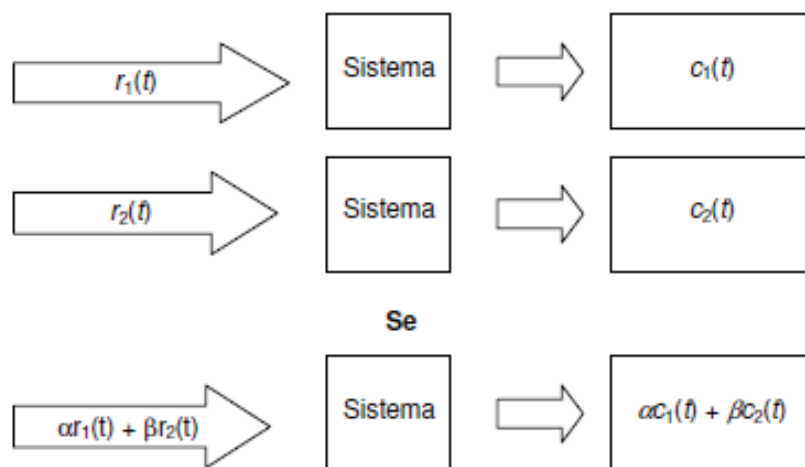 r₁(t) Sistema c₁(t)
r₂(t) Sistema c₂(t)
Se
αr₁(t) + βr₂(t) Sistema αc₁(t) + βc₂(t)